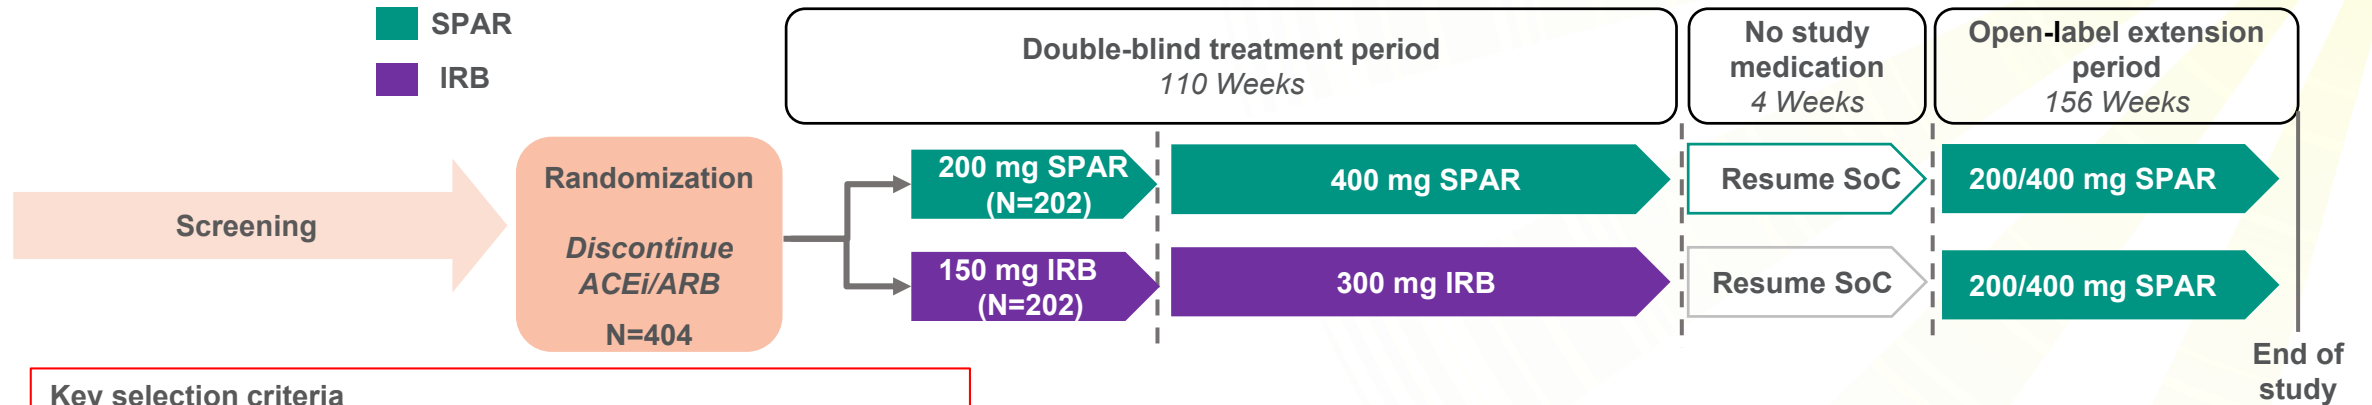 SPAR
IRB
Double-blind treatment period
110 Weeks
No study
medication
4 Weeks
Open-label extension
period
156 Weeks
Screening
Randomization
Discontinue
ACEi/ARB
N=404
200 mg SPAR
(N=202)
400 mg SPAR
Resume SoC
200/400 mg SPAR
150 mg IRB
(N=202)
300 mg IRB
Resume SoC
200/400 mg SPAR
End of
study
Key selection criteria